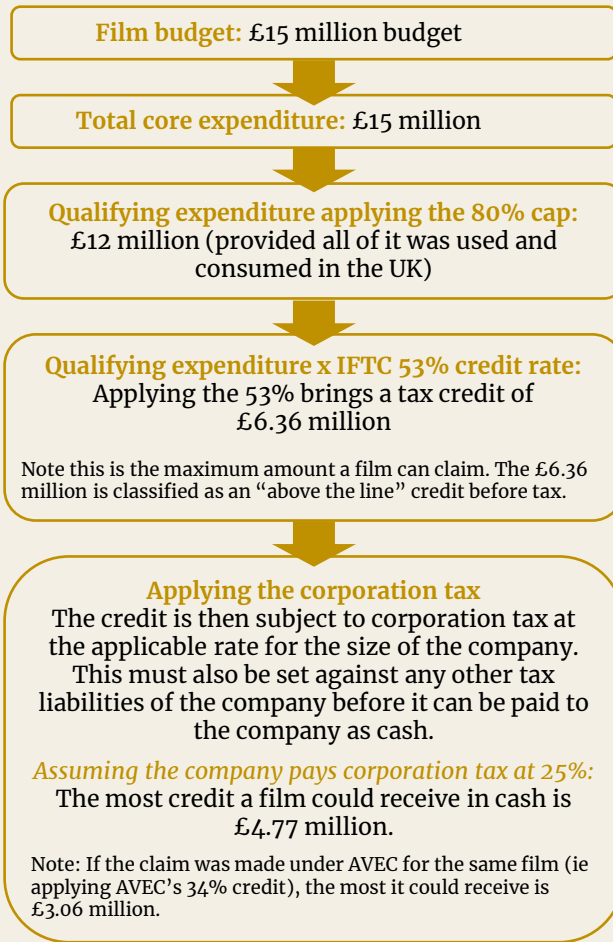 Film budget: £15 million budget
Total core expenditure: £15 million
Qualifying expenditure applying the 80% cap:
£12 million (provided all of it was used and
consumed in the UK)
Qualifying expenditure x IFTC 53% credit rate:
Applying the 53% brings a tax credit of
£6.36 million
Note this is the maximum amount a film can claim. The £6.36
million is classified as an “above the line” credit before tax.
Applying the corporation tax
The credit is then subject to corporation tax at
the applicable rate for the size of the company.
This must also be set against any other tax
liabilities of the company before it can be paid to
the company as cash.
Assuming the company pays corporation tax at 25%:
The most credit a film could receive in cash is
£4.77 million.
Note: If the claim was made under AVEC for the same film (ie
applying AVEC’s 34% credit), the most it could receive is
£3.06 million.